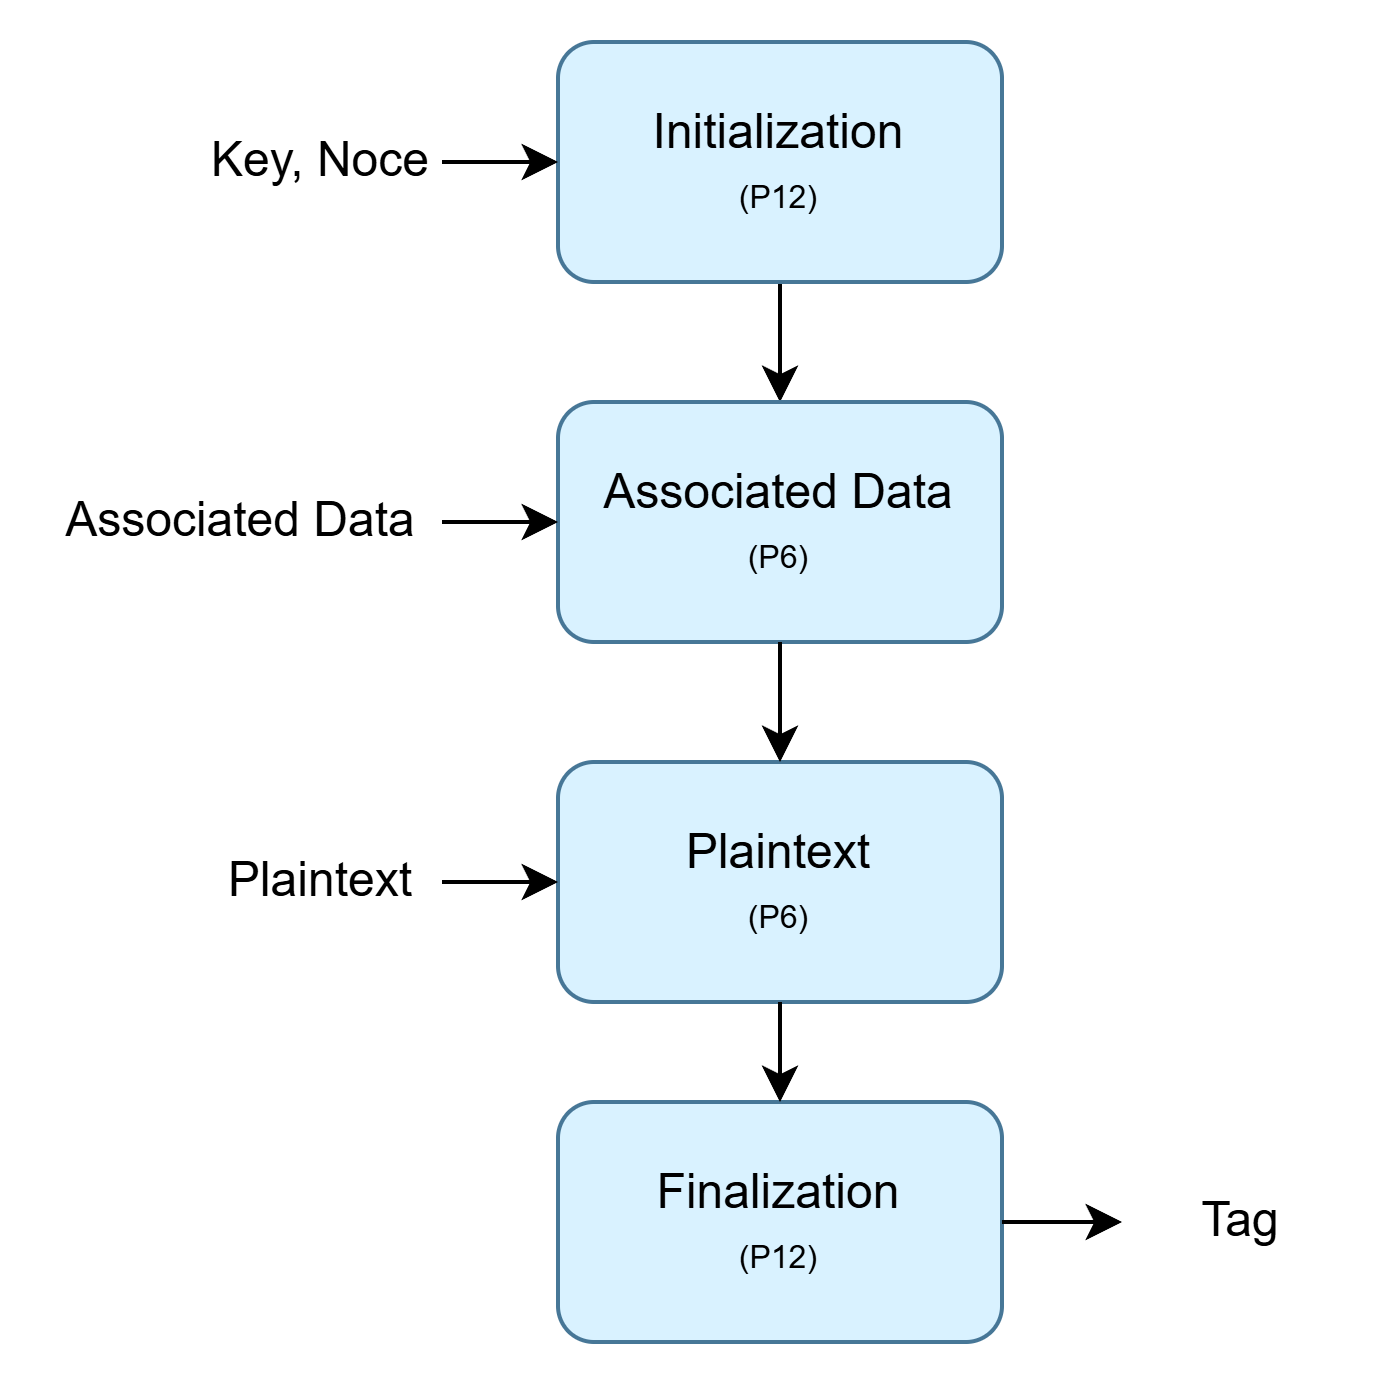 Initialization
(P12)
Key, Noce
Associated Data
(P6)
Associated Data
Plaintext
(P6)
Plaintext
Finalization
(P12)
Tag